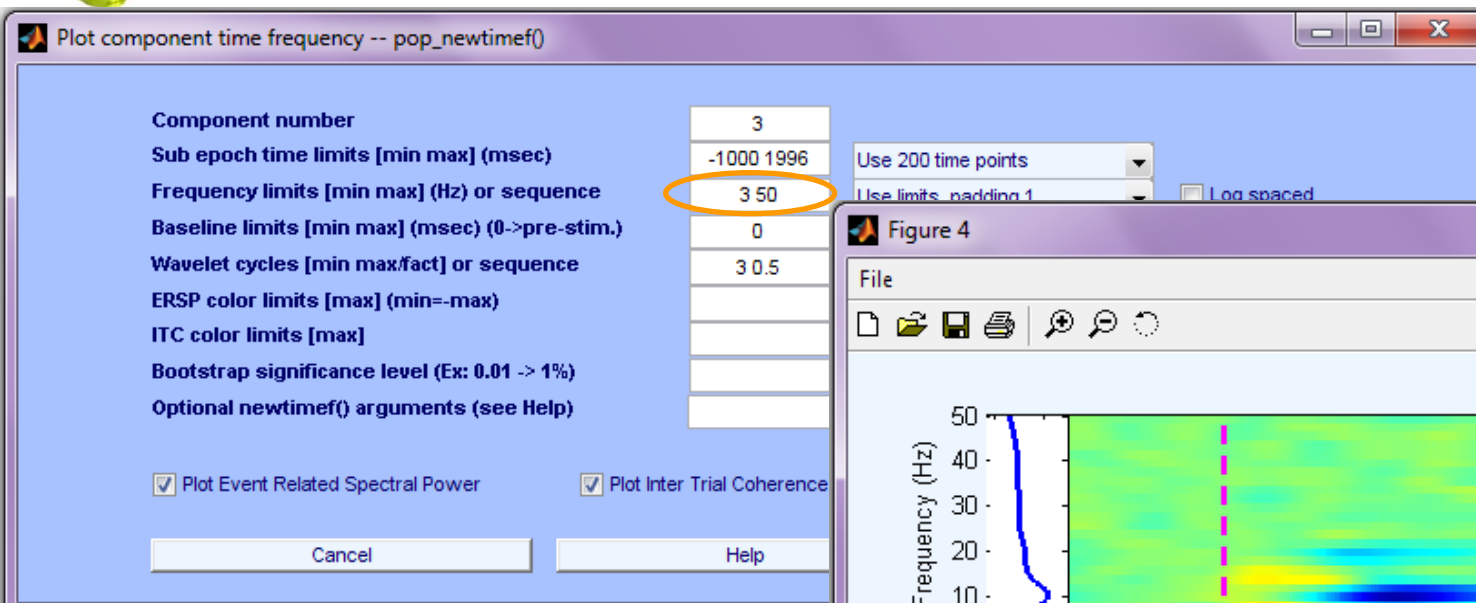 Plot component time frequency -- pop_newtimef()
Component number 3
Sub epoch time limits [min max] (msec) -1000 1996 Use 200 time points
Frequency limits [min max] (Hz) or sequence 3 50 Use limits, padding 1 Log spaced
Baseline limits [min max] (msec) (0->pre-stim.) 0
Wavelet cycles [min max/fact] or sequence 3 0.5
ERSP color limits [max] (min=-max)
ITC color limits [max]
Bootstrap significance level (Ex: 0.01 -> 1%)
Optional newtimef() arguments (see Help)
Plot Event Related Spectral Power Plot Inter Trial Coherence
Cancel Help
Figure 4
File
Frequency (Hz)
50
40
30
20
10